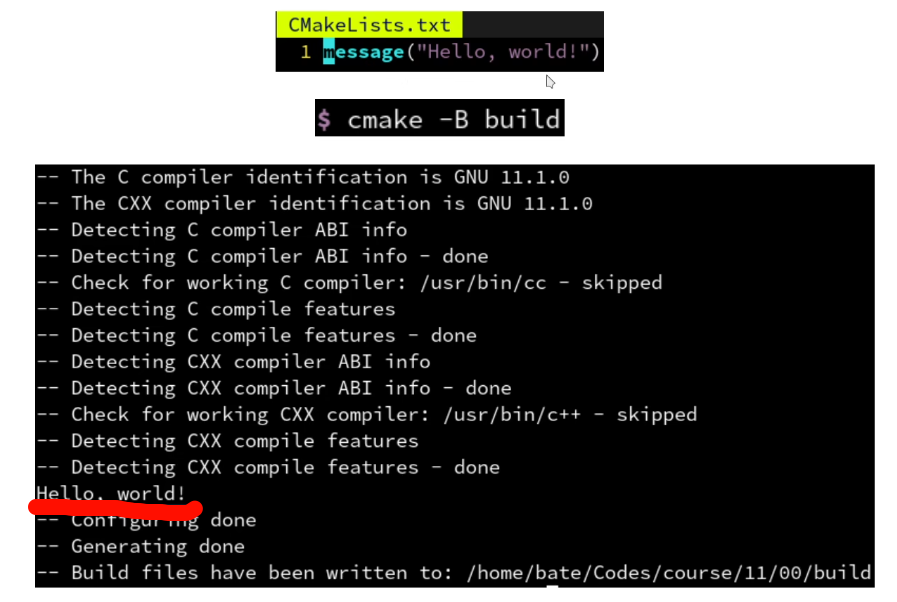 CMakeLists.txt
1 message("Hello, world!")
$ cmake -B build
-- The C compiler identification is GNU 11.1.0
-- The CXX compiler identification is GNU 11.1.0
-- Detecting C compiler ABI info
-- Detecting C compiler ABI info - done
-- Check for working C compiler: /usr/bin/cc - skipped
-- Detecting C compile features
-- Detecting C compile features - done
-- Detecting CXX compiler ABI info
-- Detecting CXX compiler ABI info - done
-- Check for working CXX compiler: /usr/bin/c++ - skipped
-- Detecting CXX compile features
-- Detecting CXX compile features - done
Hello, world!
-- Configuring done
-- Generating done
-- Build files have been written to: /home/bate/Codes/course/11/00/build